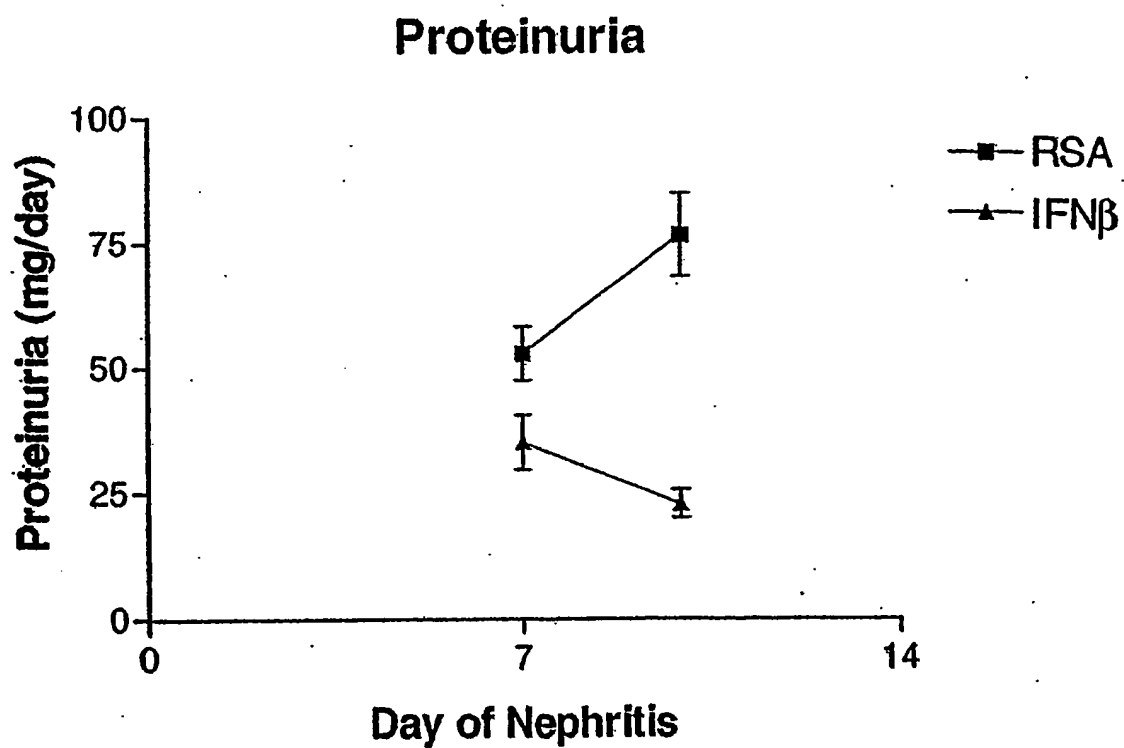 Proteinuria
100
75
50
25
0
Proteinuria (mg/day)
0
7
14
Day of Nephritis
RSA
IFNβ